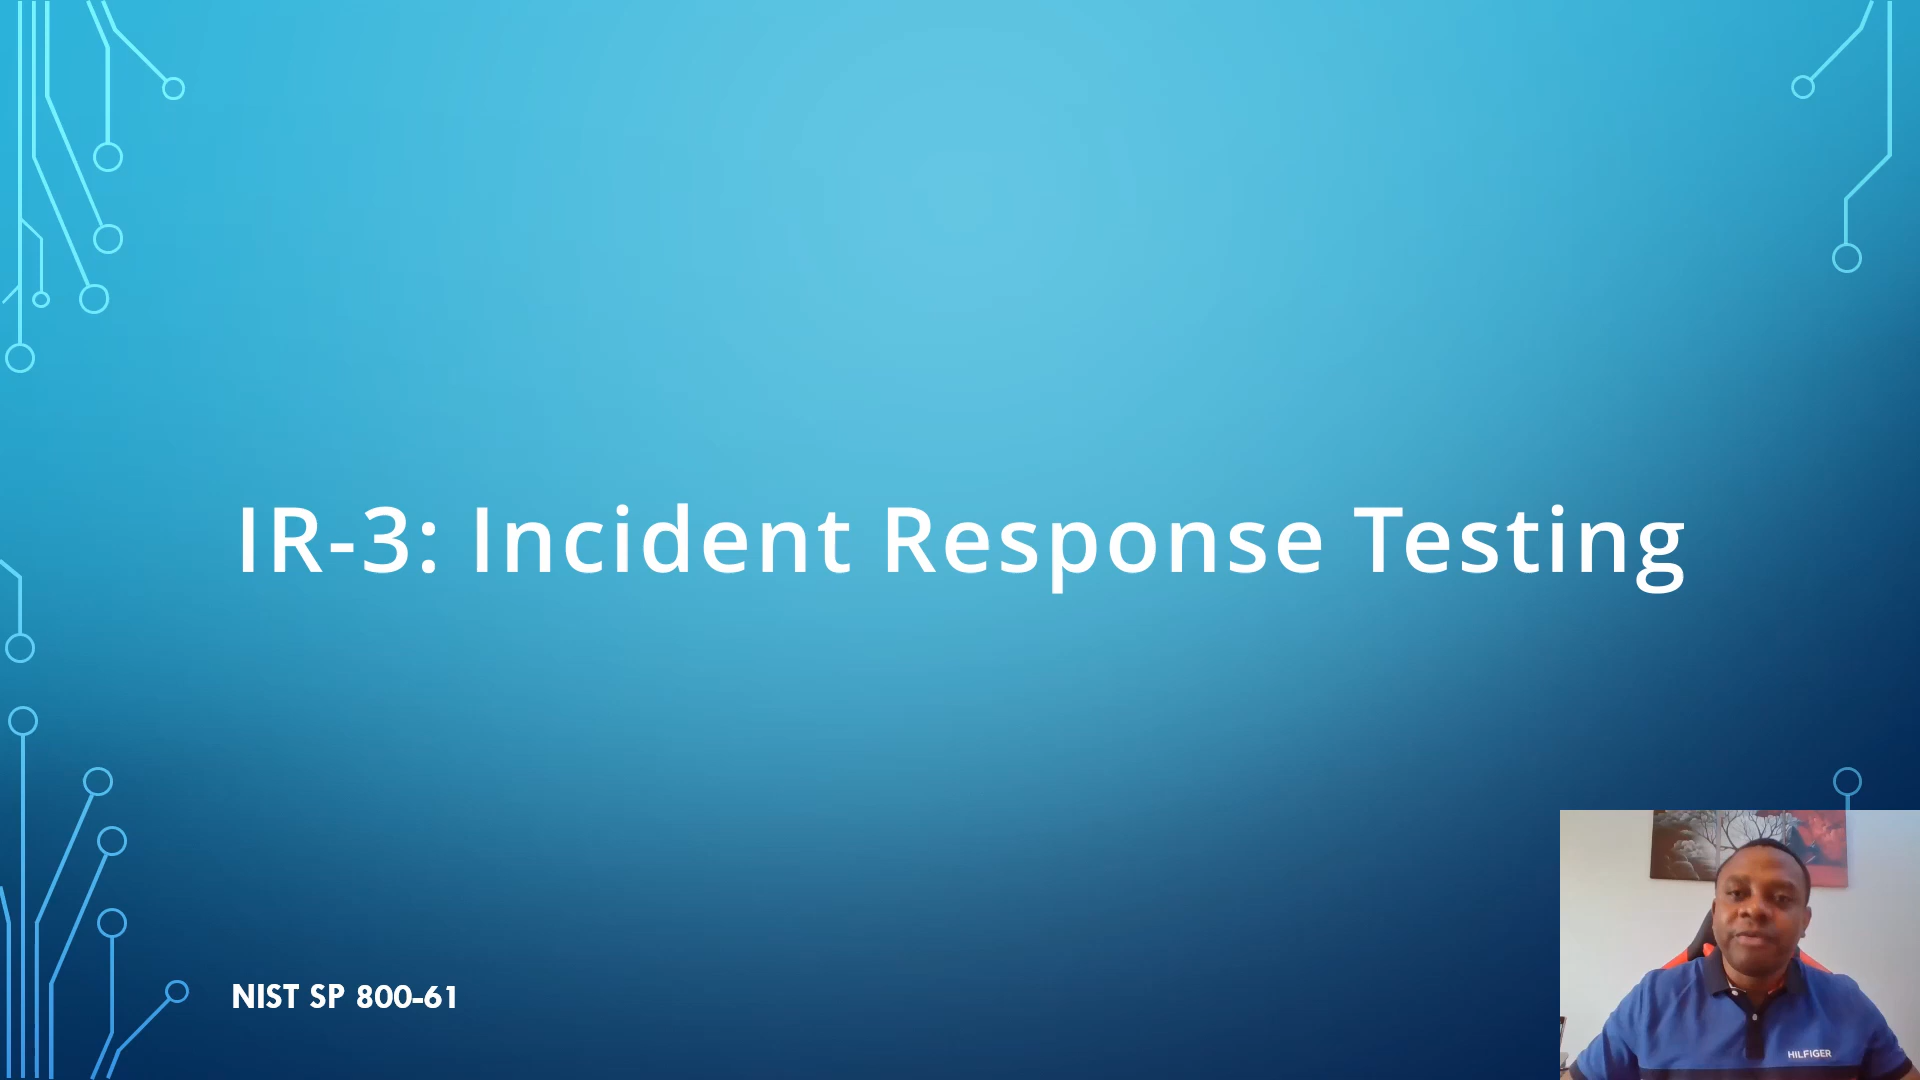 IR-3: Incident Response Testing
NIST SP 800-61
HILFIGER